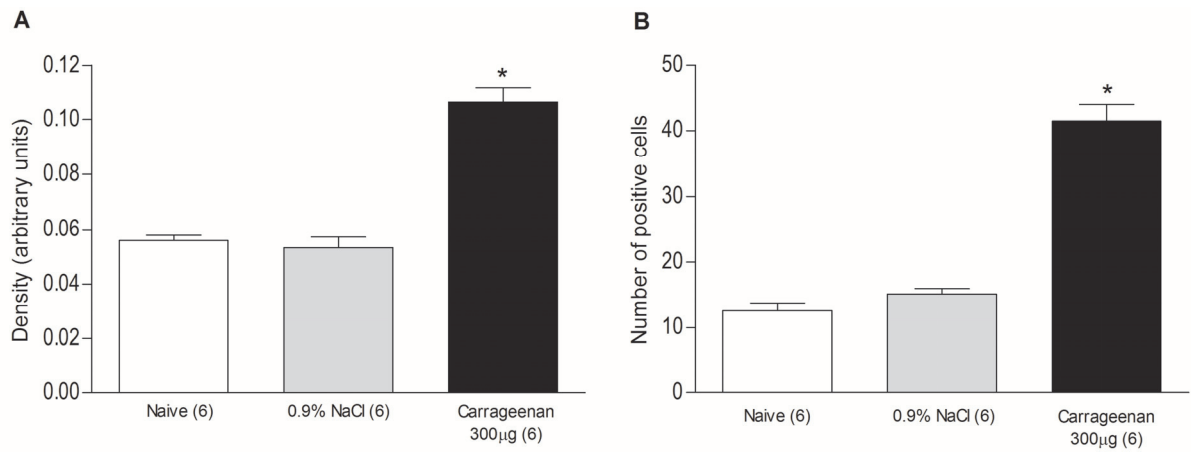 A
Density (arbitrary units)
0.12
0.10
0.08
0.06
0.04
0.02
0.00
*
Naive (6)
0.9% NaCl (6)
Carrageenan
300μg (6)
B
Number of positive cells
50
40
30
20
10
0
*
Naive (6)
0.9% NaCl (6)
Carrageenan
300μg (6)